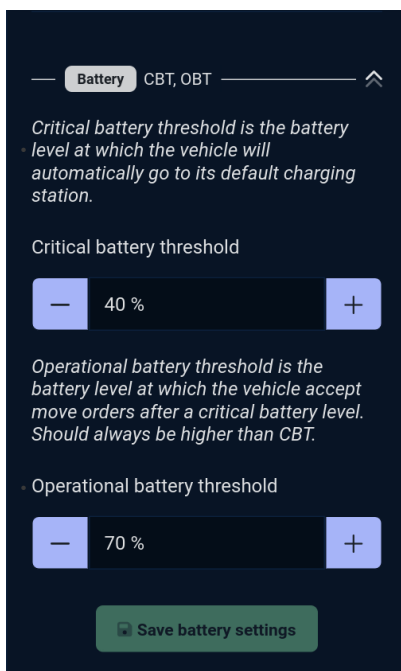 Battery CBT, OBT
Critical battery threshold is the battery
level at which the vehicle will
automatically go to its default charging
station.
Critical battery threshold
— 40 % +
Operational battery threshold is the
battery level at which the vehicle accept
move orders after a critical battery level.
Should always be higher than CBT.
Operational battery threshold
— 70 % +
Save battery settings